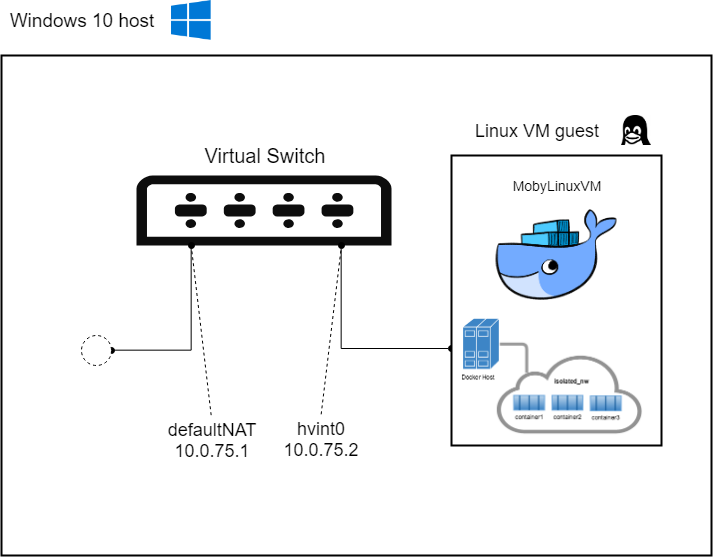 Windows 10 host
Linux VM guest
Virtual Switch
MobyLinuxVM
Docker Host
isolated_nw
container1
container2
container3
defaultNAT
10.0.75.1
hvint0
10.0.75.2